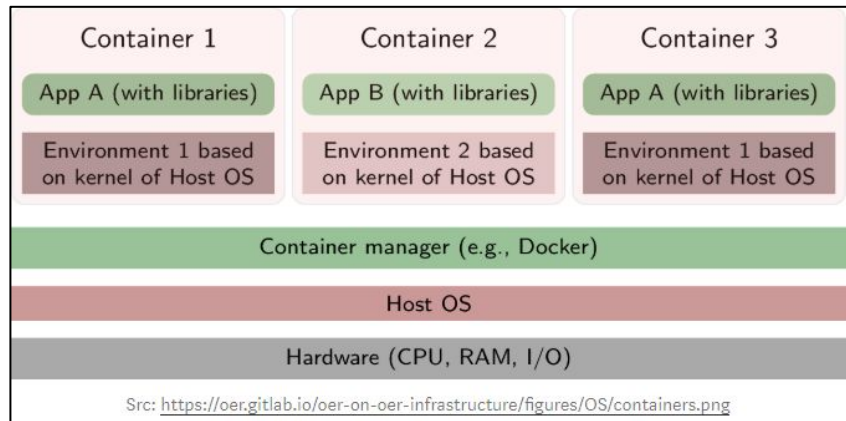 Container 1
App A (with libraries)
Environment 1 based
on kernel of Host OS
Container 2
App B (with libraries)
Environment 2 based
on kernel of Host OS
Container 3
App A (with libraries)
Environment 1 based
on kernel of Host OS
Container manager (e.g., Docker)
Host OS
Hardware (CPU, RAM, I/O)
Src: https://oer.gitlab.io/oer-on-oer-infrastructure/figures/OS/containers.png